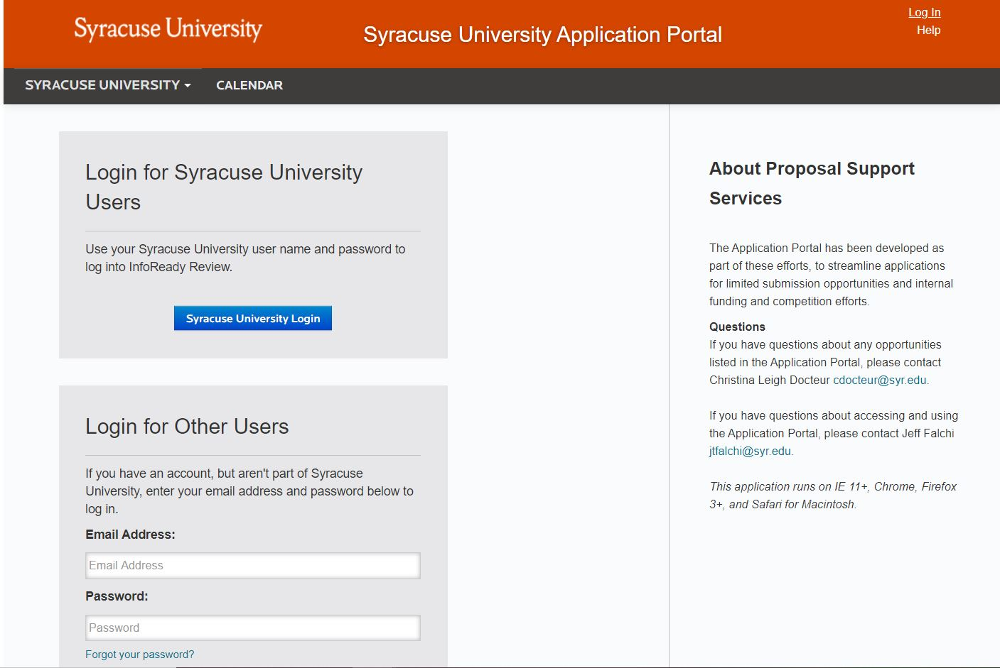 Syracuse University
Syracuse University Application Portal
Log In
Help
SYRACUSE UNIVERSITY
CALENDAR
Login for Syracuse University
Users
Use your Syracuse University user name and password to
log into InfoReady Review.
Syracuse University Login
Login for Other Users
If you have an account, but aren't part of Syracuse
University, enter your email address and password below to
log in.
Email Address:
Email Address
Password:
Password
Forgot your password?
About Proposal Support
Services
The Application Portal has been developed as
part of these efforts, to streamline applications
for limited submission opportunities and internal
funding and competition efforts.
Questions
If you have questions about any opportunities
listed in the Application Portal, please contact
Christina Leigh Docteur cdocteur@syr.edu.
If you have questions about accessing and using
the Application Portal, please contact Jeff Falchi
jtfalchi@syr.edu.
This application runs on IE 11+, Chrome, Firefox
3+, and Safari for Macintosh.